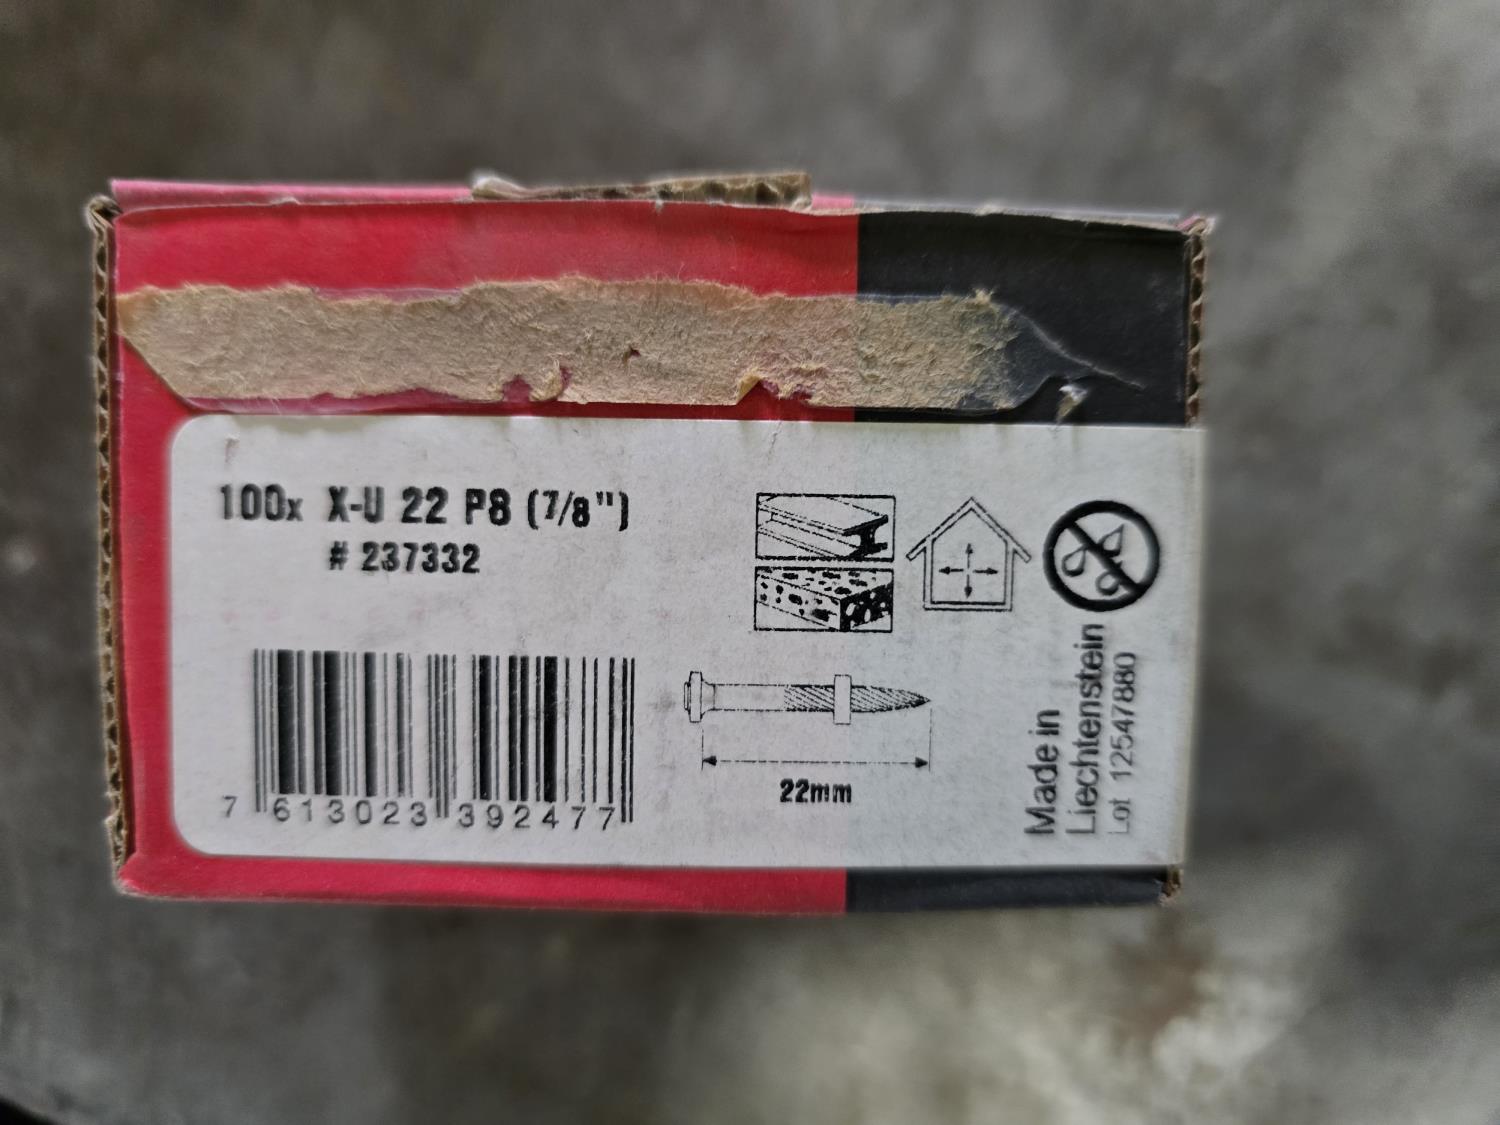 100x X-U 22 P8 (7/8")
# 237332
7 613023 392477
22mm
Made in
Liechtenstein
Lot 12547880